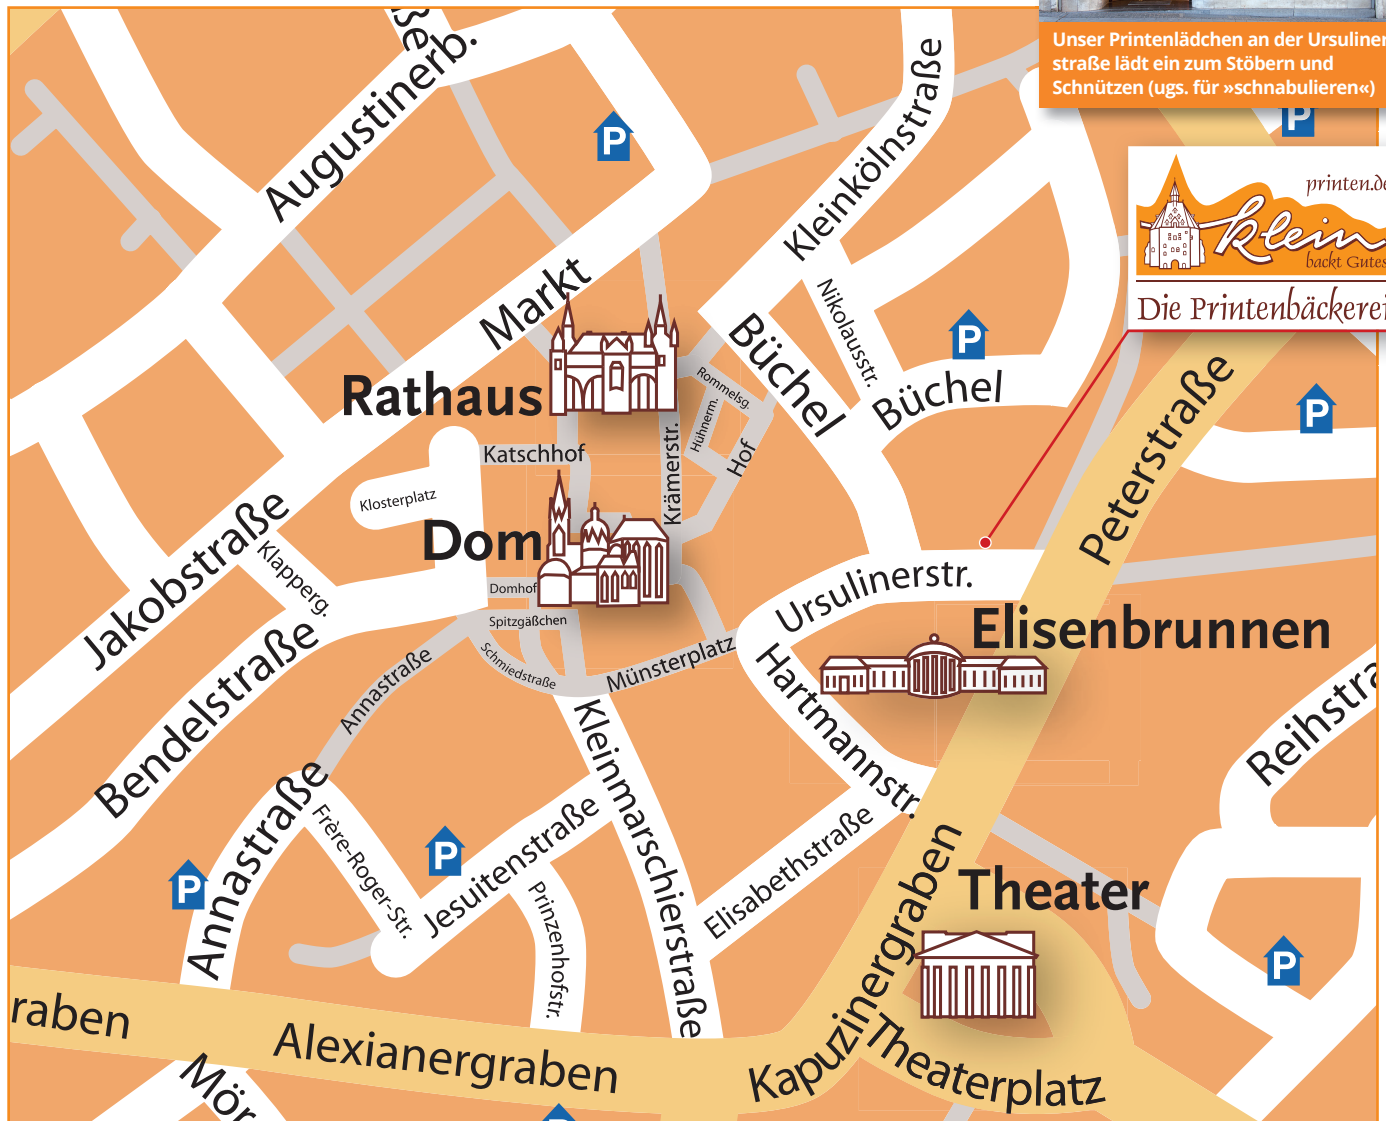 Unser Printenlädchen an der Ursuliner
straße lädt ein zum Stöbern und
Schnützen (ugs. für »schnabulieren«)
Augustinerb.
P
P
Kleinkölnstraße
printen.de
klein
backt Gutes
Die Printenbäckerei
Markt
Nikolausstr.
Büchel
P
Büchel
Peterstraße
P
Rathaus
Rommelsg.
Hühnerm.
Hof
Krämerstr.
Katschhof
Klosterplatz
Dom
Jakobstraße
Klapperg.
Domhof
Spitzgäßchen
Schmiedstraße
Münsterplatz
Ursulinerstr.
Elisenbrunnen
Bendelstraße
Annastraße
Hartmannstr.
Kleinmarschierstraße
Annastraße
Frère-Roger-Str.
P
Jesuitenstraße
P
Prinzenhofstr.
Elisabethstraße
Theater
P
Kapuzinergraben
Theaterplatz
raben
Alexianergraben